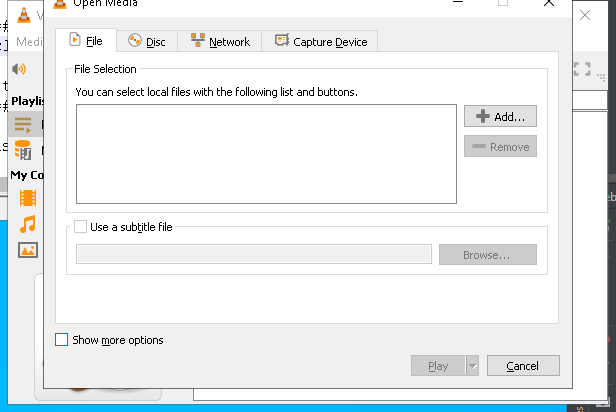 Open Media
File
Disc
Network
Capture Device
File Selection
You can select local files with the following list and buttons.
Add...
Remove
Use a subtitle file
Browse...
Show more options
Play
Cancel
Medi
Playlis
My Co